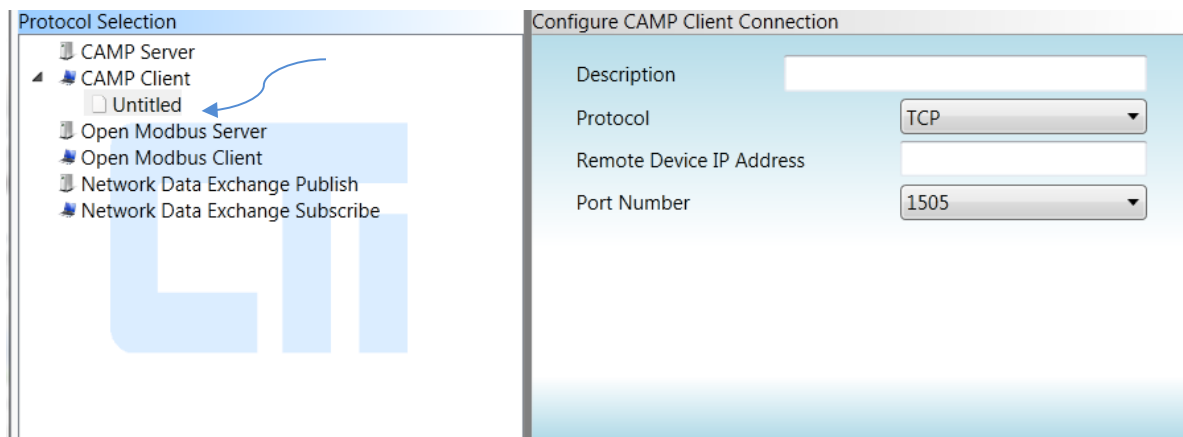 Protocol Selection
CAMP Server
CAMP Client
Untitled
Open Modbus Server
Open Modbus Client
Network Data Exchange Publish
Network Data Exchange Subscribe
Configure CAMP Client Connection
Description
Protocol TCP
Remote Device IP Address
Port Number 1505